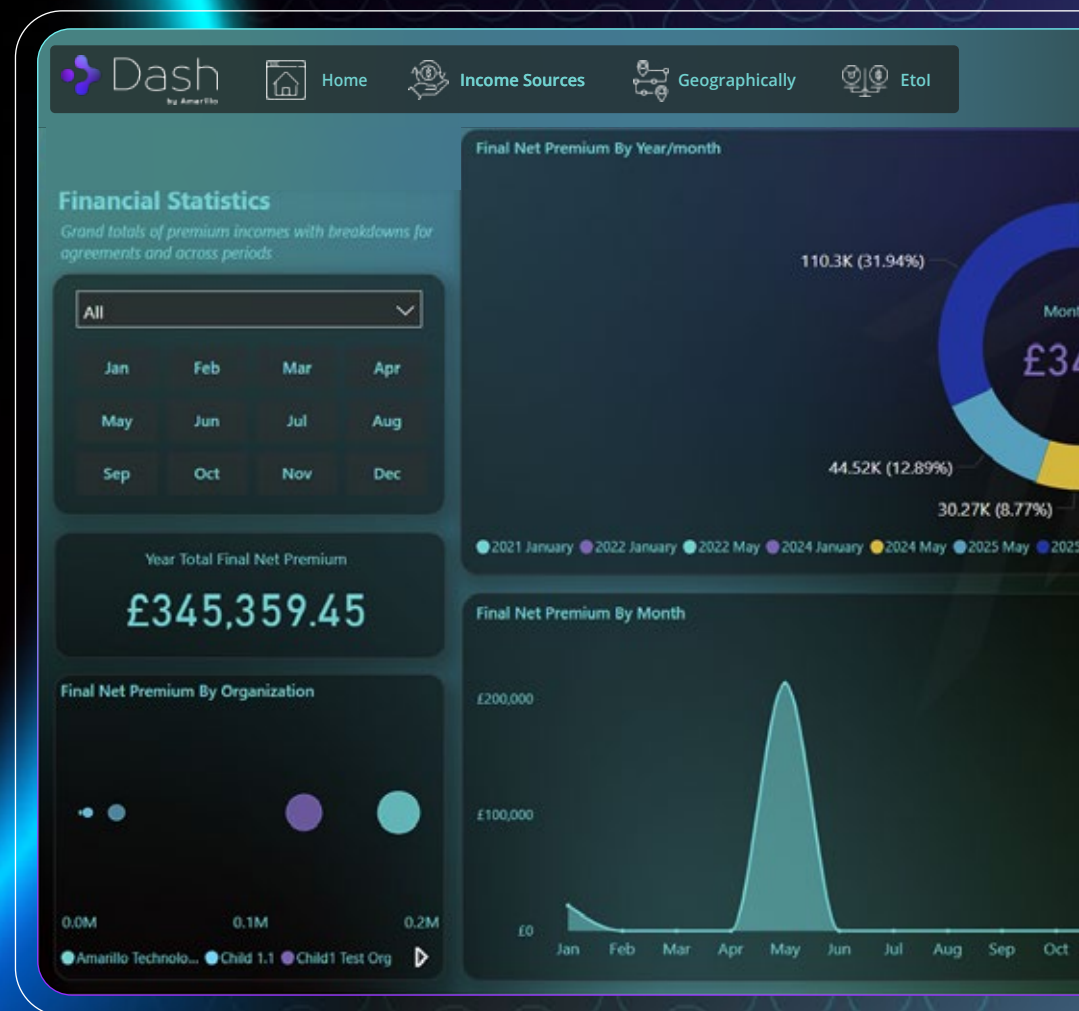 Dash
by Amarillo
Home
Income Sources
Geographically
EtoI
Financial Statistics
Grand totals of premium incomes with breakdowns for
agreements and across periods
All
Jan Feb Mar Apr
May Jun Jul Aug
Sep Oct Nov Dec
Year Total Final Net Premium
£345,359.45
Final Net Premium By Organization
0.0M 0.1M 0.2M
Amarillo Technolo... Child 1.1 Child1 Test Org
Final Net Premium By Year/month
110.3K (31.94%)
Mont
£34
44.52K (12.89%)
30.27K (8.77%)
2021 January 2022 January 2022 May 2024 January 2024 May 2025 May 2025
Final Net Premium By Month
£200,000
£100,000
£0
Jan Feb Mar Apr May Jun Jul Aug Sep Oct